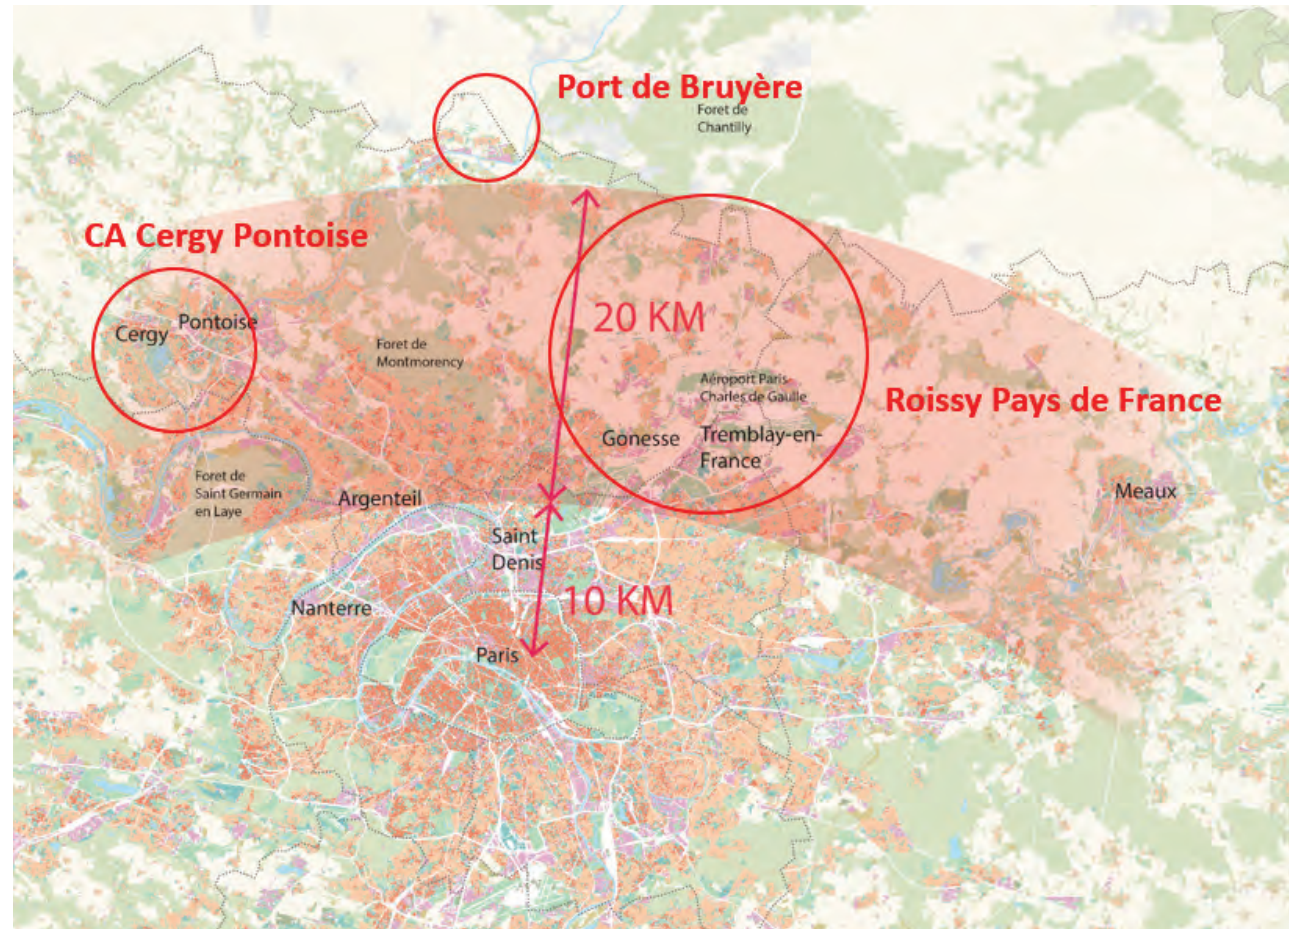 Port de Bruyère
Foret de
Chantilly
CA Cergy Pontoise
Pontoise
Cergy
20 KM
Foret de
Montmorency
Aéroport Paris
Charles de Gaulle
Roissy Pays de France
Gonesse
Tremblay-en-
France
Foret de
Saint Germain
en Laye
Argenteil
Meaux
Saint
Denis
Nanterre
10 KM
Paris